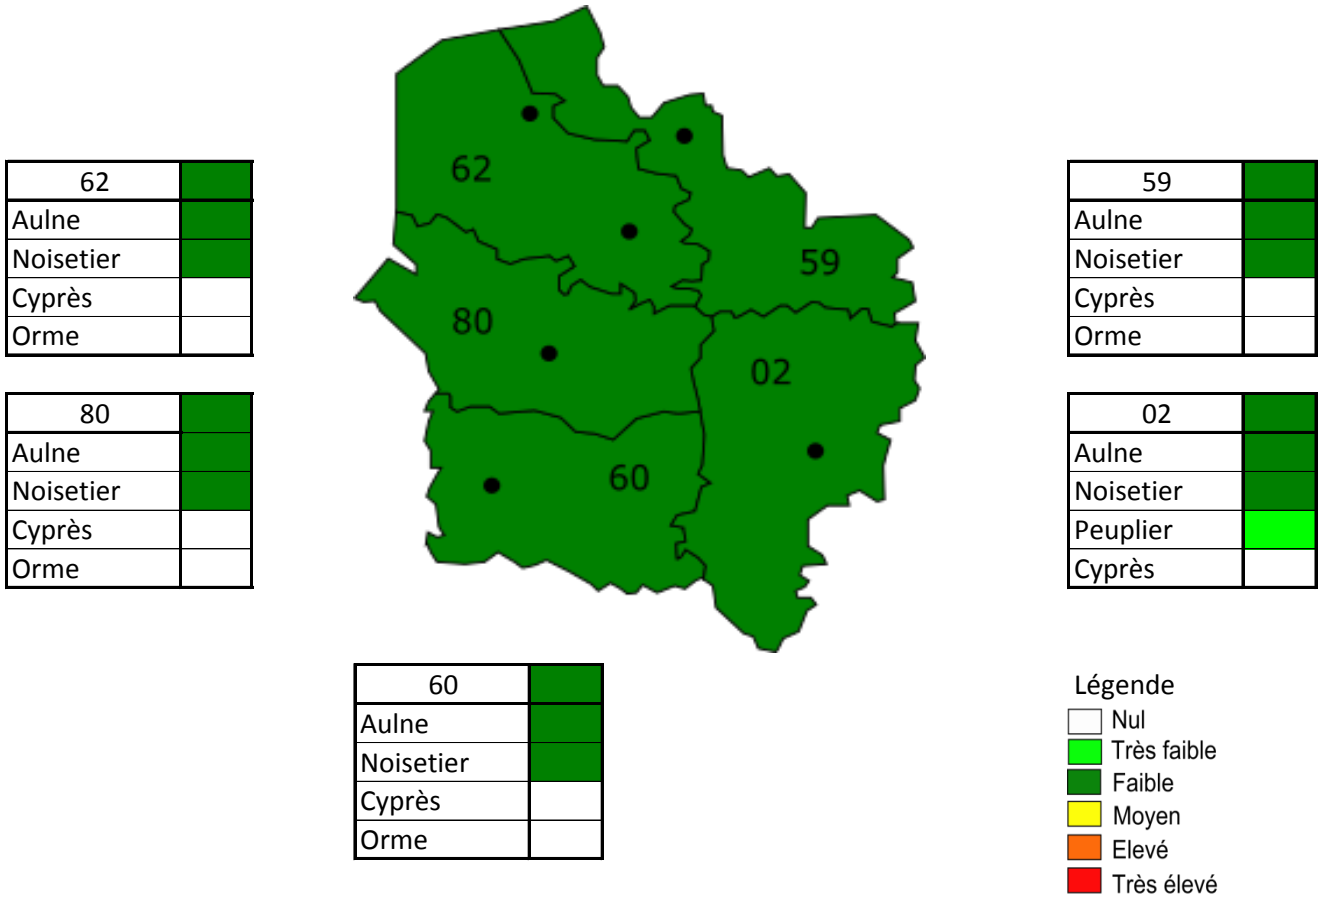 62
Aulne
Noisetier
Cyprès
Orme
80
Aulne
Noisetier
Cyprès
Orme
62
59
80
02
60
59
Aulne
Noisetier
Cyprès
Orme
02
Aulne
Noisetier
Peuplier
Cyprès
60
Aulne
Noisetier
Cyprès
Orme
Légende
Nul
Très faible
Faible
Moyen
Elevé
Très élevé